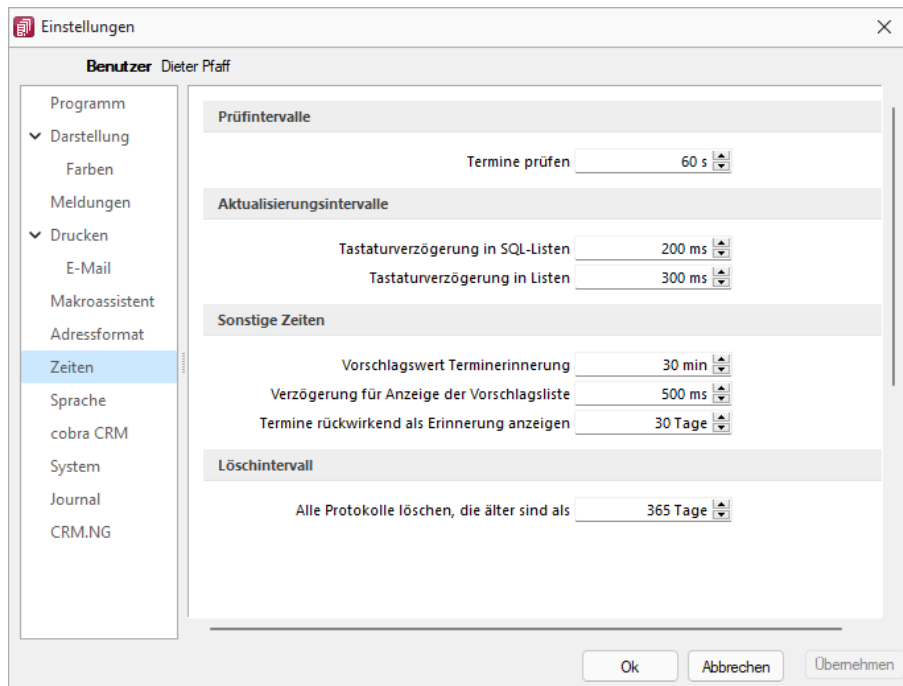 Einstellungen
Benutzer Dieter Pfaff
Programm
Darstellung
Farben
Meldungen
Drucken
E-Mail
Makroassistent
Adressformat
Zeiten
Sprache
cobra CRM
System
Journal
CRM.NG
Prüfintervalle
Termine prüfen 60 s
Aktualisierungsintervalle
Tastaturverzögerung in SQL-Listen 200 ms
Tastaturverzögerung in Listen 300 ms
Sonstige Zeiten
Vorschlagswert Terminerinnerung 30 min
Verzögerung für Anzeige der Vorschlagsliste 500 ms
Termine rückwirkend als Erinnerung anzeigen 30 Tage
Löschintervall
Alle Protokolle löschen, die älter sind als 365 Tage
Ok Abbrechen Übernehmen